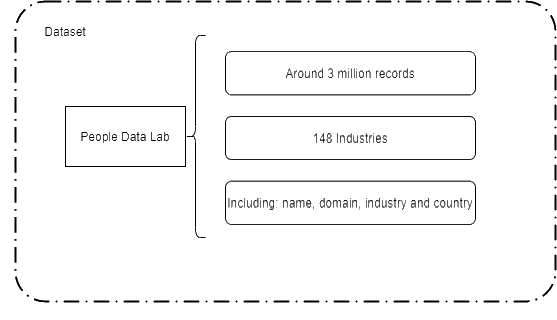 Dataset
People Data Lab
Around 3 million records
148 Industries
Including: name, domain, industry and country